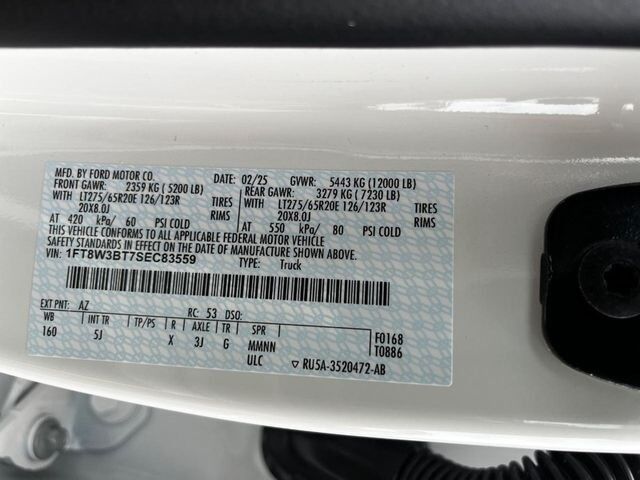 MFD. BY FORD MOTOR CO. DATE: 02/25 GVWR: 5443 KG (12000 LB)
FRONT GAWR: 2359 KG (5200 LB) REAR GAWR: 3279 KG (7230 LB)
WITH LT275/65R20E 126/123R TIRES WITH LT275/65R20E 126/123R TIRES
20X8.0J RIMS 20X8.0J RIMS
AT 420 kPa/ 60 PSI COLD AT 550 kPa/ 80 PSI COLD
THIS VEHICLE CONFORMS TO ALL APPLICABLE FEDERAL MOTOR VEHICLE
SAFETY STANDARDS IN EFFECT ON THE DATE OF MANUFACTURE SHOWN ABOVE.
VIN: 1FT8W3BT7SEC83559 TYPE: Truck
EXT PNT: AZ RC: 53 DSO:
WB INT TR TP/PS R AXLE TR SPR F0168
160 5J X 3J G MMNN T0886
ULC ▼ RU5A-3520472-AB